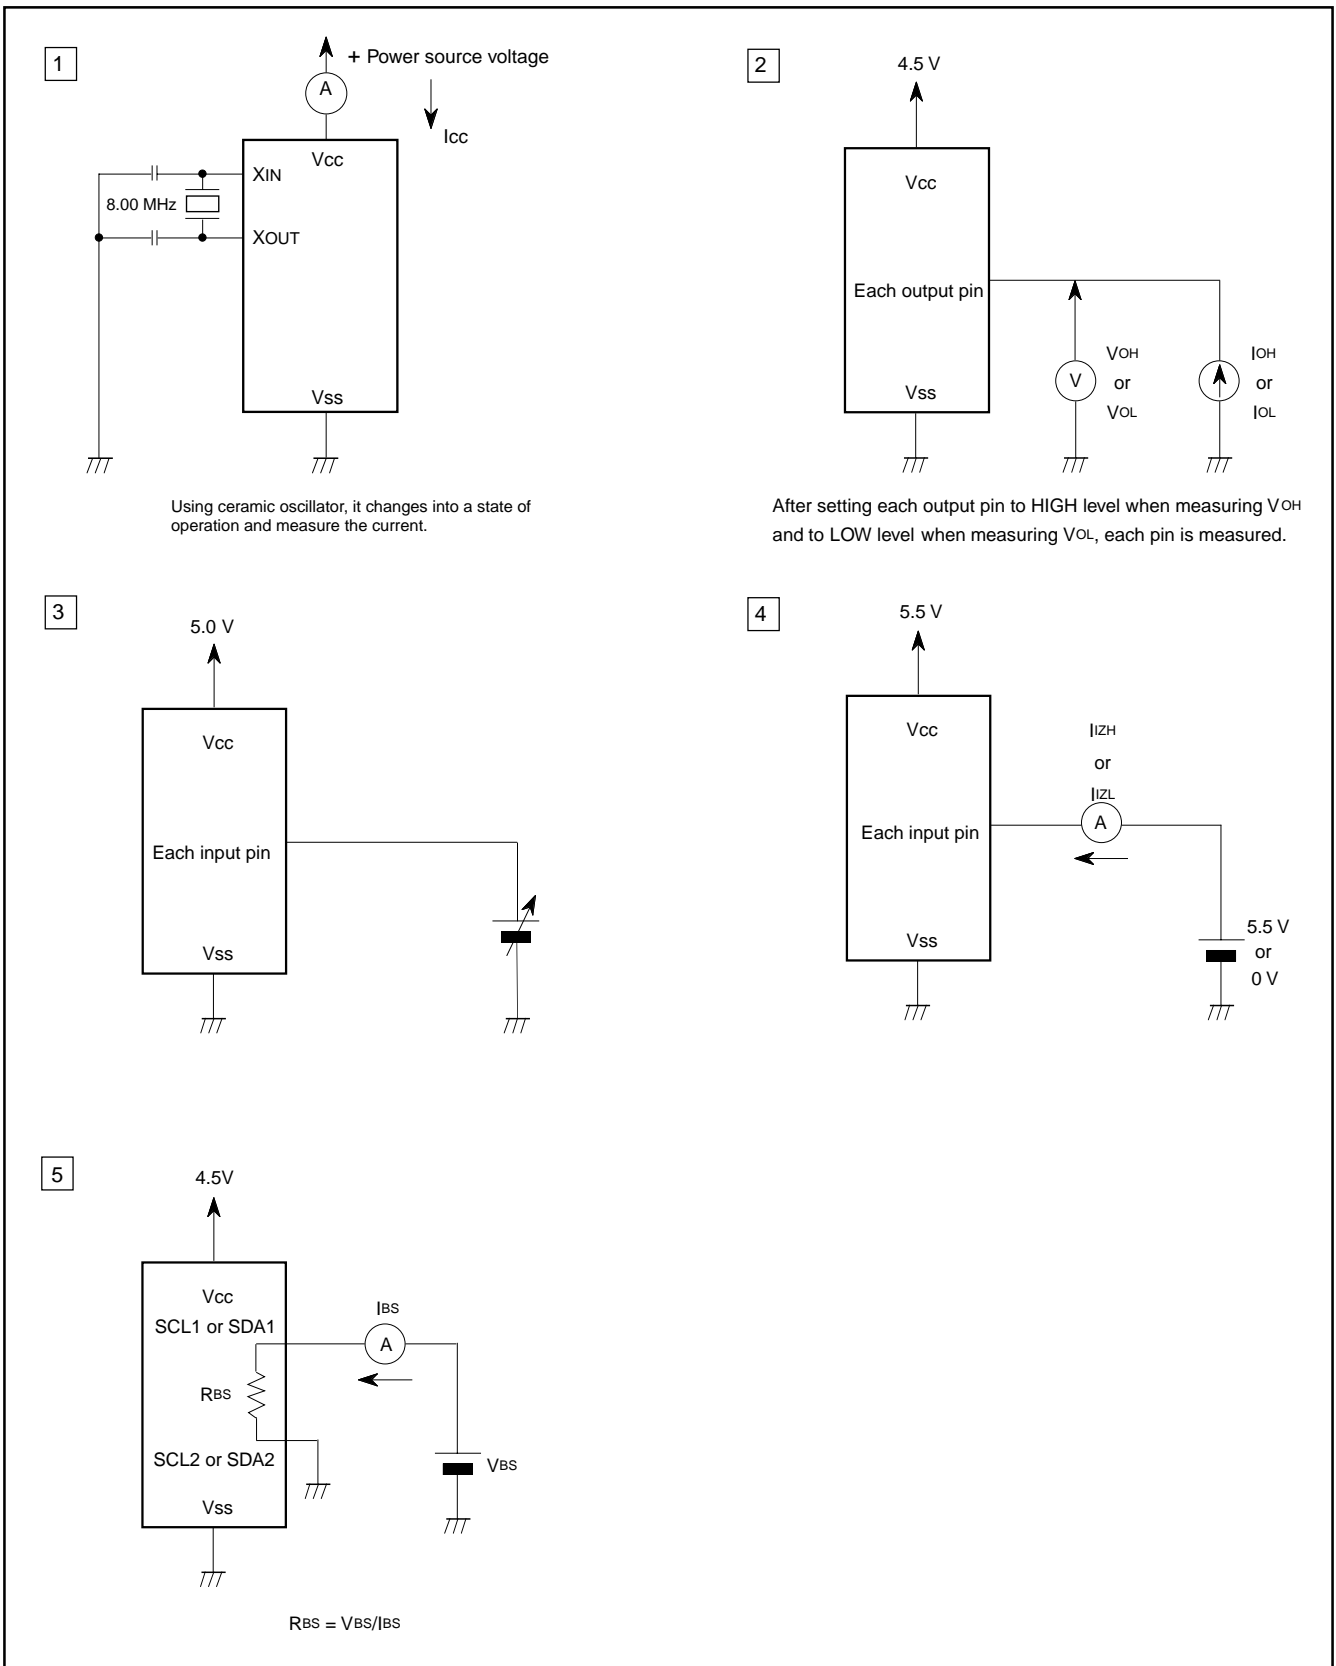 1
+ Power source voltage
A
Icc
Vcc
XIN
8.00 MHz
XOUT
Vss
Using ceramic oscillator, it changes into a state of
operation and measure the current.
2
4.5 V
Vcc
Each output pin
VOH
or
VOL
V
IOH
or
IOL
Vss
After setting each output pin to HIGH level when measuring VOH
and to LOW level when measuring VOL, each pin is measured.
3
5.0 V
Vcc
Each input pin
Vss
4
5.5 V
Vcc
IIZH
or
IIZL
A
Each input pin
Vss
5.5 V
or
0 V
5
4.5V
Vcc
SCL1 or SDA1
IBS
A
RBS
SCL2 or SDA2
VBS
Vss
RBS = VBS/IBS